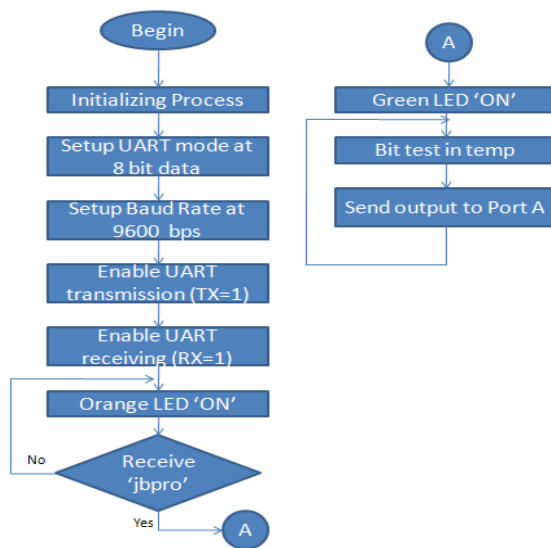 Begin
Initializing Process
Setup UART mode at
8 bit data
Setup Baud Rate at
9600 bps
Enable UART
transmission (TX=1)
Enable UART
receiving (RX=1)
Orange LED 'ON'
Receive
'jbpro'
No
Yes
A
A
Green LED 'ON'
Bit test in temp
Send output to Port A